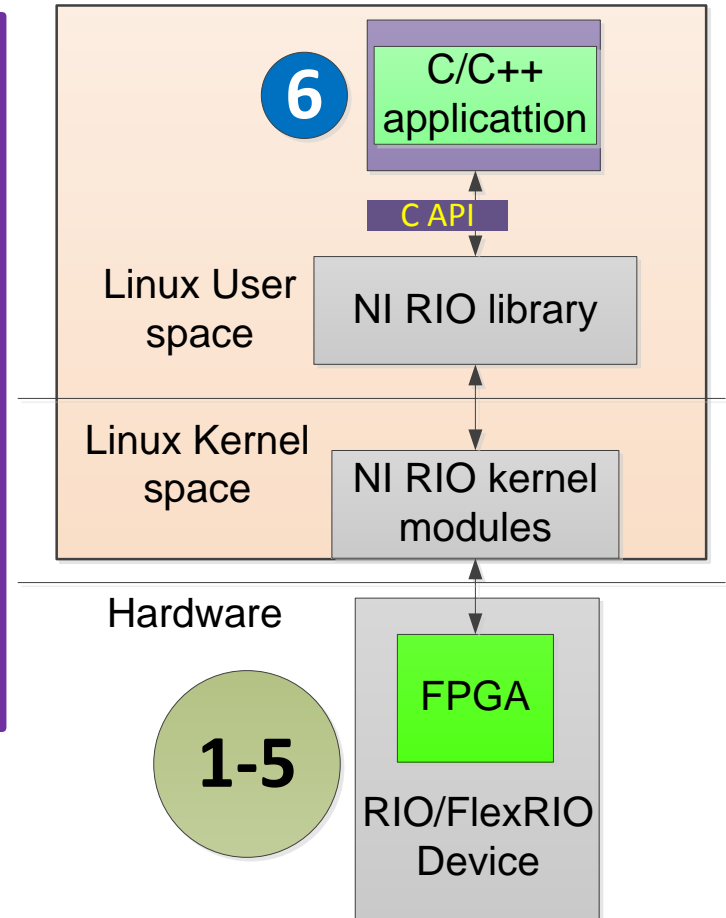 6
C/C++
applicattion
C API
Linux User
space
NI RIO library
Linux Kernel
space
NI RIO kernel
modules
Hardware
FPGA
1-5
RIO/FlexRIO
Device